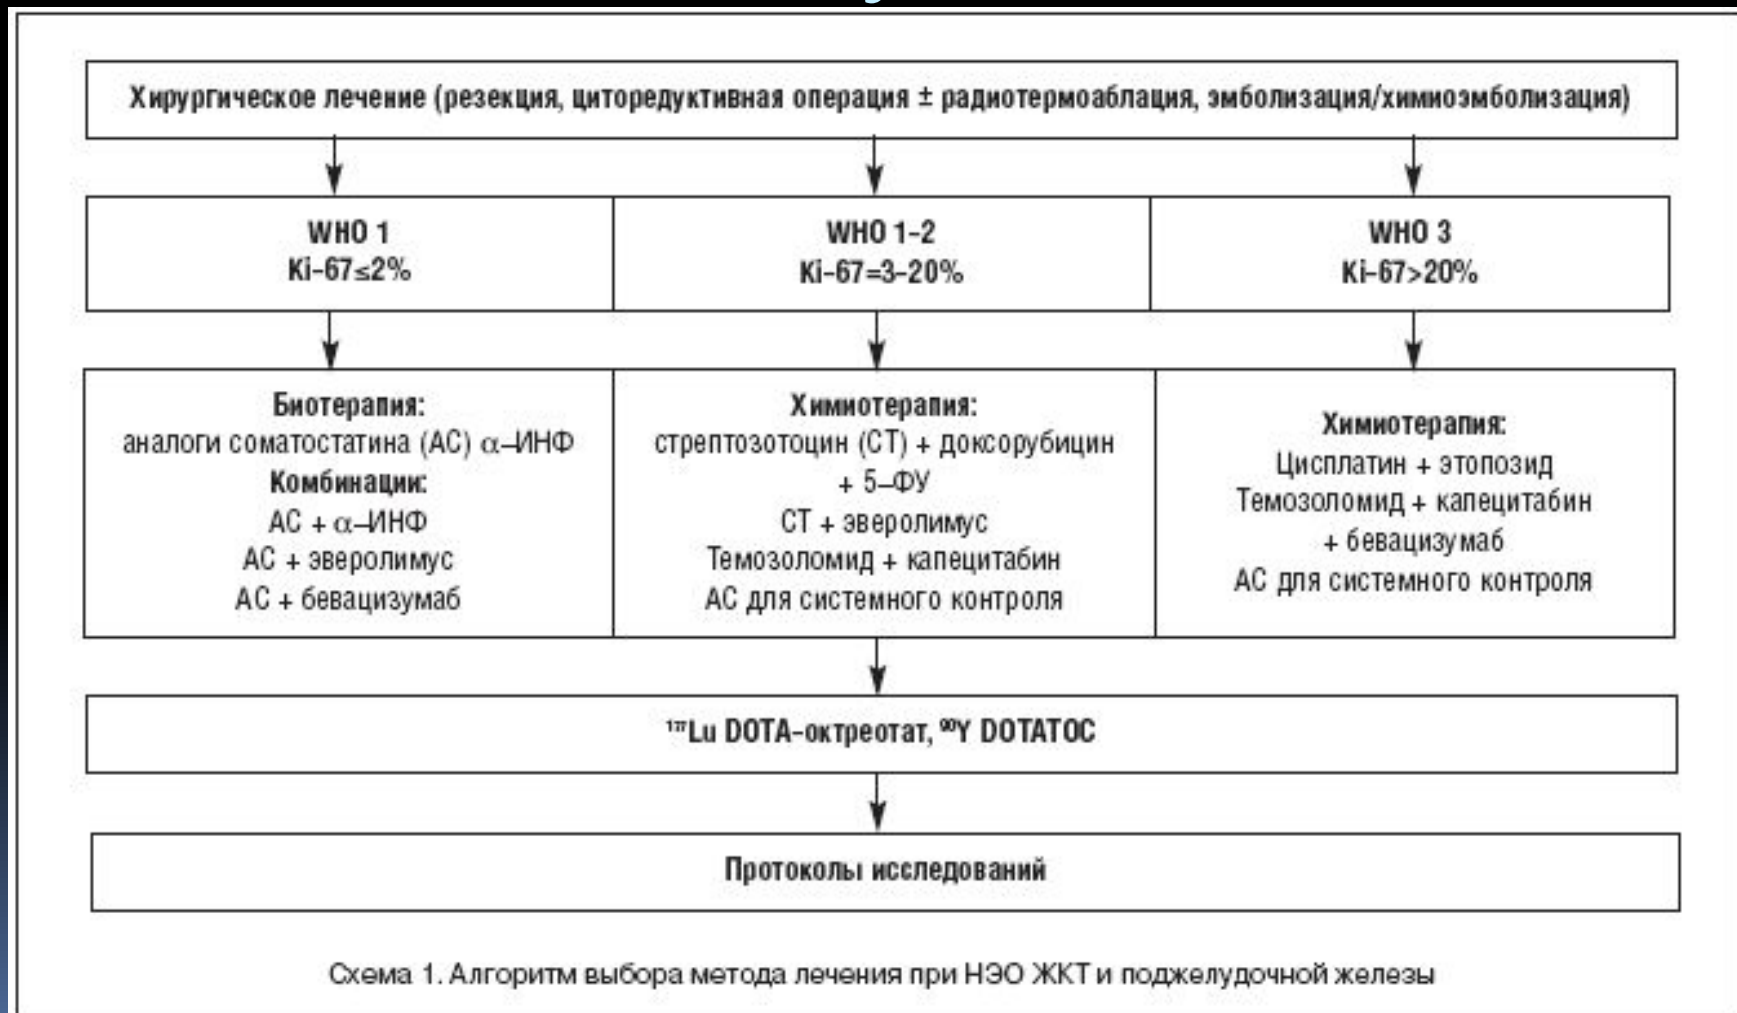 Хирургическое лечение (резекция, циторедуктивная операция ± радиотермоаблация, эмболизация/химиоэмболизация)
WHO 1
Ki-67≤2%
WHO 1-2
Ki-67=3-20%
WHO 3
Ki-67>20%
Биотерапия:
аналоги соматостатина (АС) α–ИНФ
Комбинации:
АС + α–ИНФ
АС + эверолимус
АС + бевацизумаб
Химиотерапия:
стрептозотоцин (СТ) + доксорубицин
+ 5–ФУ
СТ + эверолимус
Темозоломид + капецитабин
АС для системного контроля
Химиотерапия:
Цисплатин + этопозид
Темозоломид + капецитабин
+ бевацизумаб
АС для системного контроля
¹⁷⁷Lu DOTA-октреотат, ⁹⁰Y DOTATOC
Протоколы исследований
Схема 1. Алгоритм выбора метода лечения при НЭО ЖКТ и поджелудочной железы